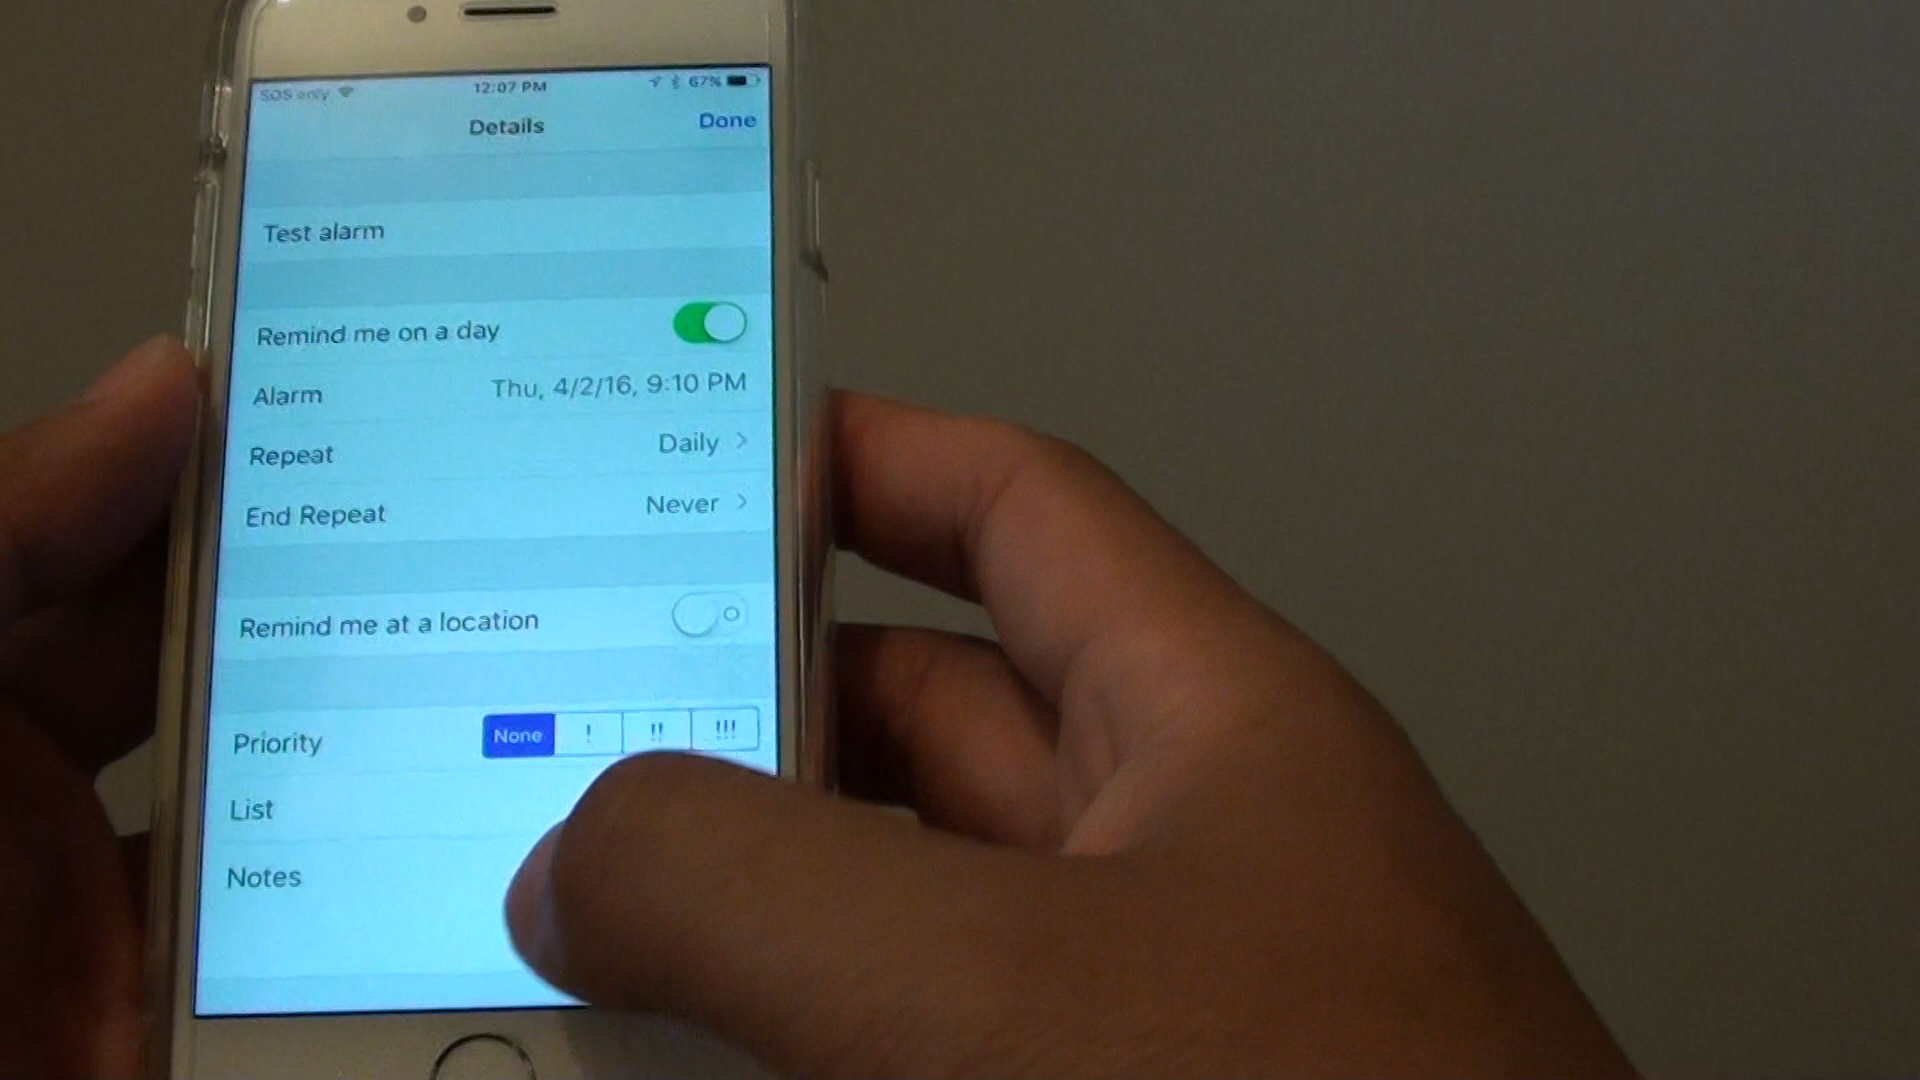 SOS only 12:07 PM 67%
Details Done
Test alarm
Remind me on a day
Alarm Thu, 4/2/16, 9:10 PM
Repeat Daily
End Repeat Never
Remind me at a location
Priority None ! !! !!!
List
Notes